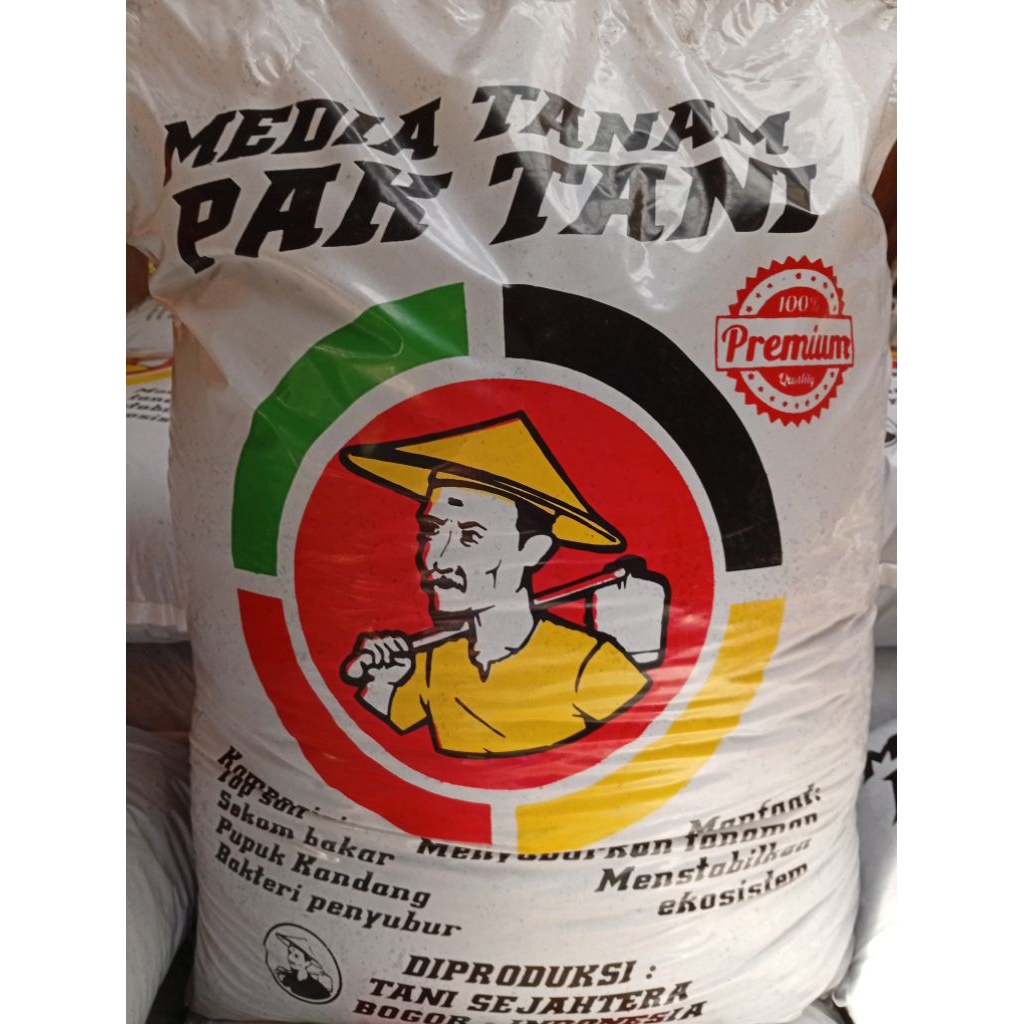 MEDIA TANAM
PAK TANI
100%
Premium
Quality
Top soil
Sekam bakar
Pupuk Kandang
Bakteri penyubur
Manfaat:
Menyuburkan tanaman
Menstabilkan
ekosistem
DIPRODUKSI :
TANI SEJAHTERA
BOGOR - INDONESIA